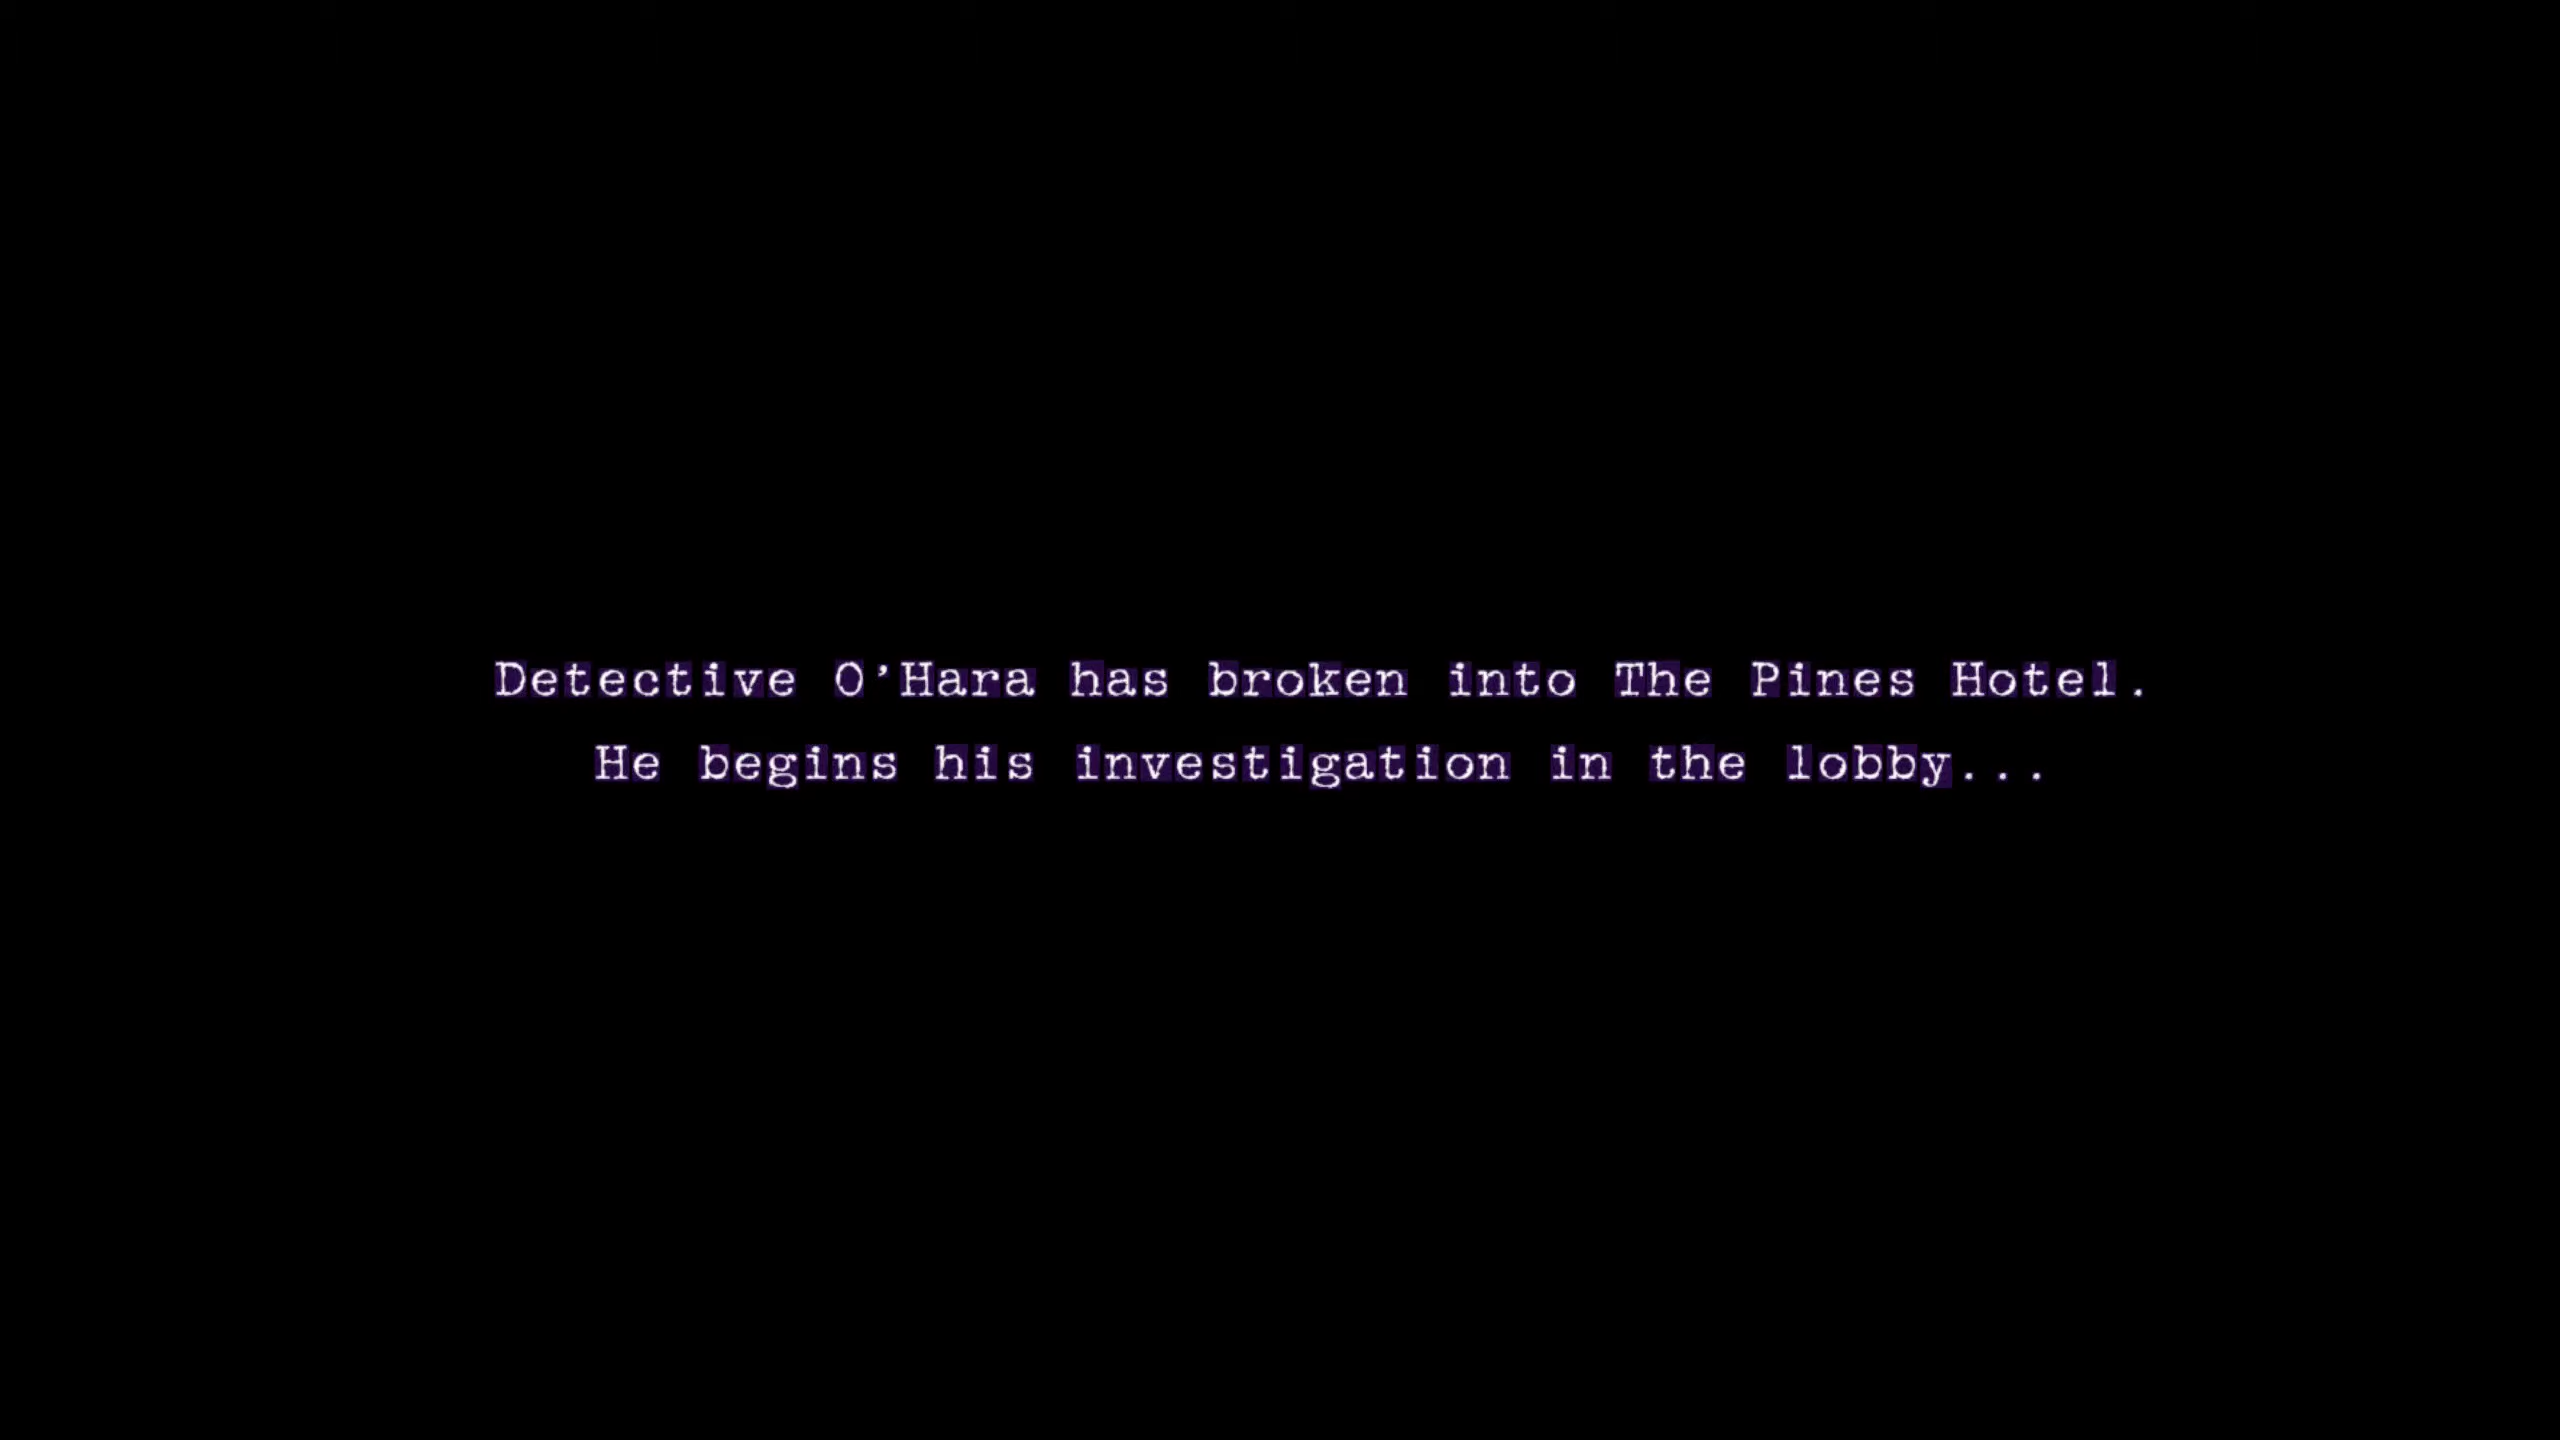 Detective O’Hara has broken into The Pines Hotel.
He begins his investigation in the lobby...